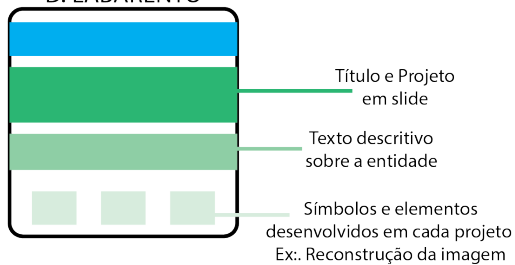 Título e Projeto
em slide
Texto descritivo
sobre a entidade
Símbolos e elementos
desenvolvidos em cada projeto
Ex:. Reconstrução da imagem